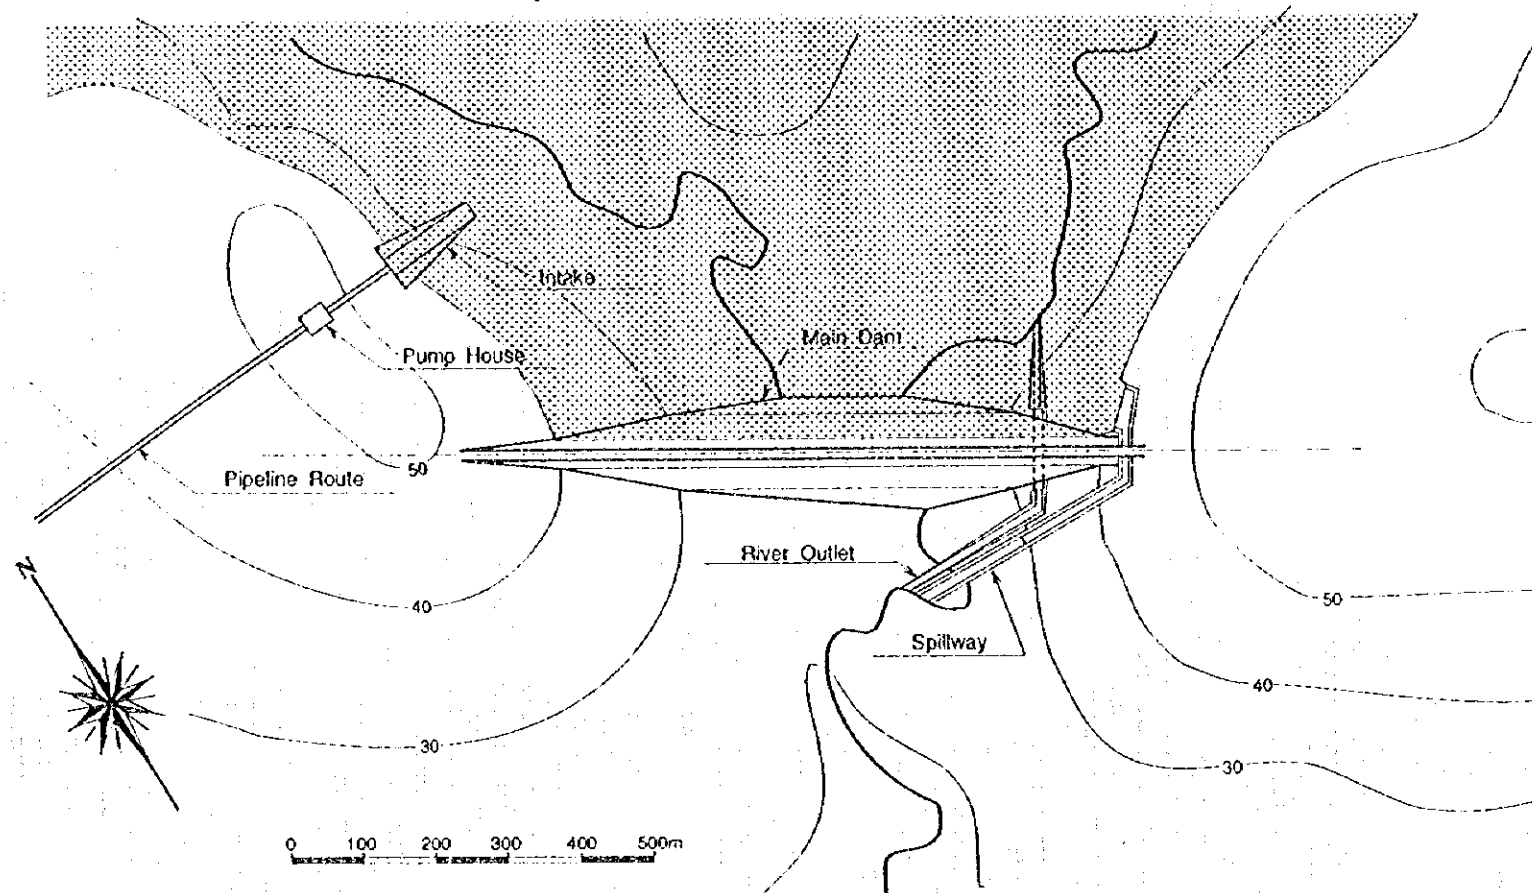 Intake
Main Dam
Pump House
Pipeline Route
50
River Outlet
N
40
50
Spillway
40
30
30
0 100 200 300 400 500m